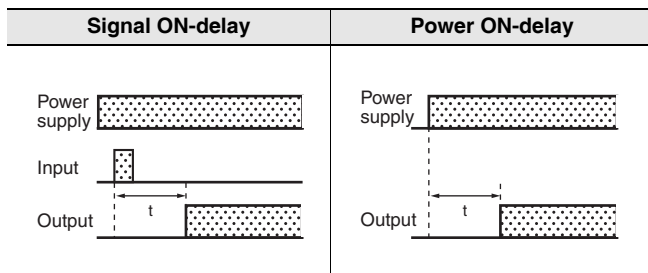 Signal ON-delay
Power ON-delay
Power
supply
Input
t
Output
Power
supply
t
Output